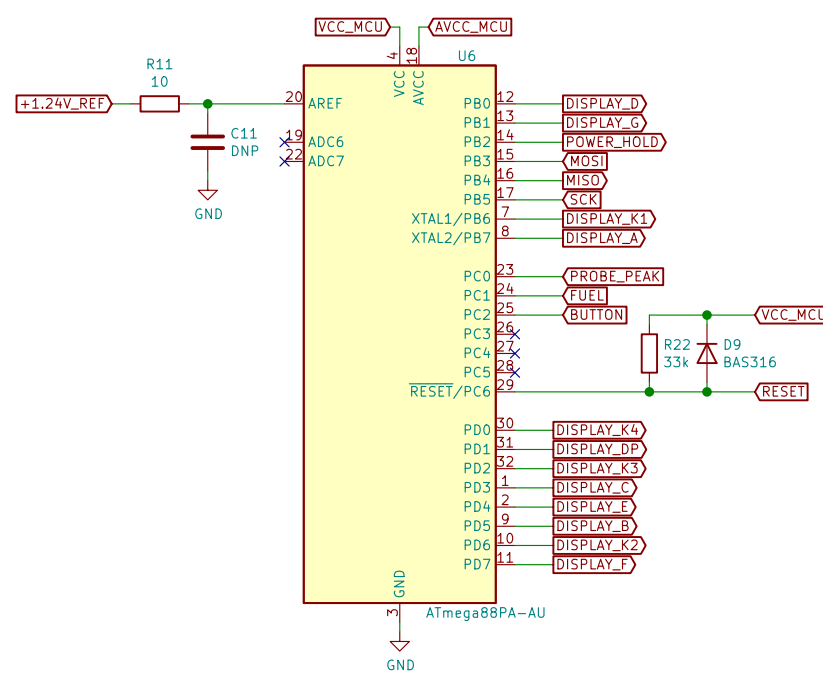 VCC_MCU
AVCC_MCU
4
18
U6
R11
10
+1.24V_REF
20
AREF
VCC
AVCC
PB0
12
DISPLAY_D
PB1
13
DISPLAY_G
C11
DNP
19
ADC6
PB2
14
POWER_HOLD
22
ADC7
PB3
15
MOSI
PB4
16
MISO
PB5
17
SCK
GND
XTAL1/PB6
7
DISPLAY_K1
XTAL2/PB7
8
DISPLAY_A
PC0
23
PROBE_PEAK
PC1
24
FUEL
PC2
25
BUTTON
VCC_MCU
PC3
26
PC4
27
R22
33k
D9
BAS316
PC5
28
RESET/PC6
29
RESET
PD0
30
DISPLAY_K4
PD1
31
DISPLAY_DP
PD2
32
DISPLAY_K3
PD3
1
DISPLAY_C
PD4
2
DISPLAY_E
PD5
9
DISPLAY_B
PD6
10
DISPLAY_K2
PD7
11
DISPLAY_F
GND
3
ATmega88PA-AU
GND